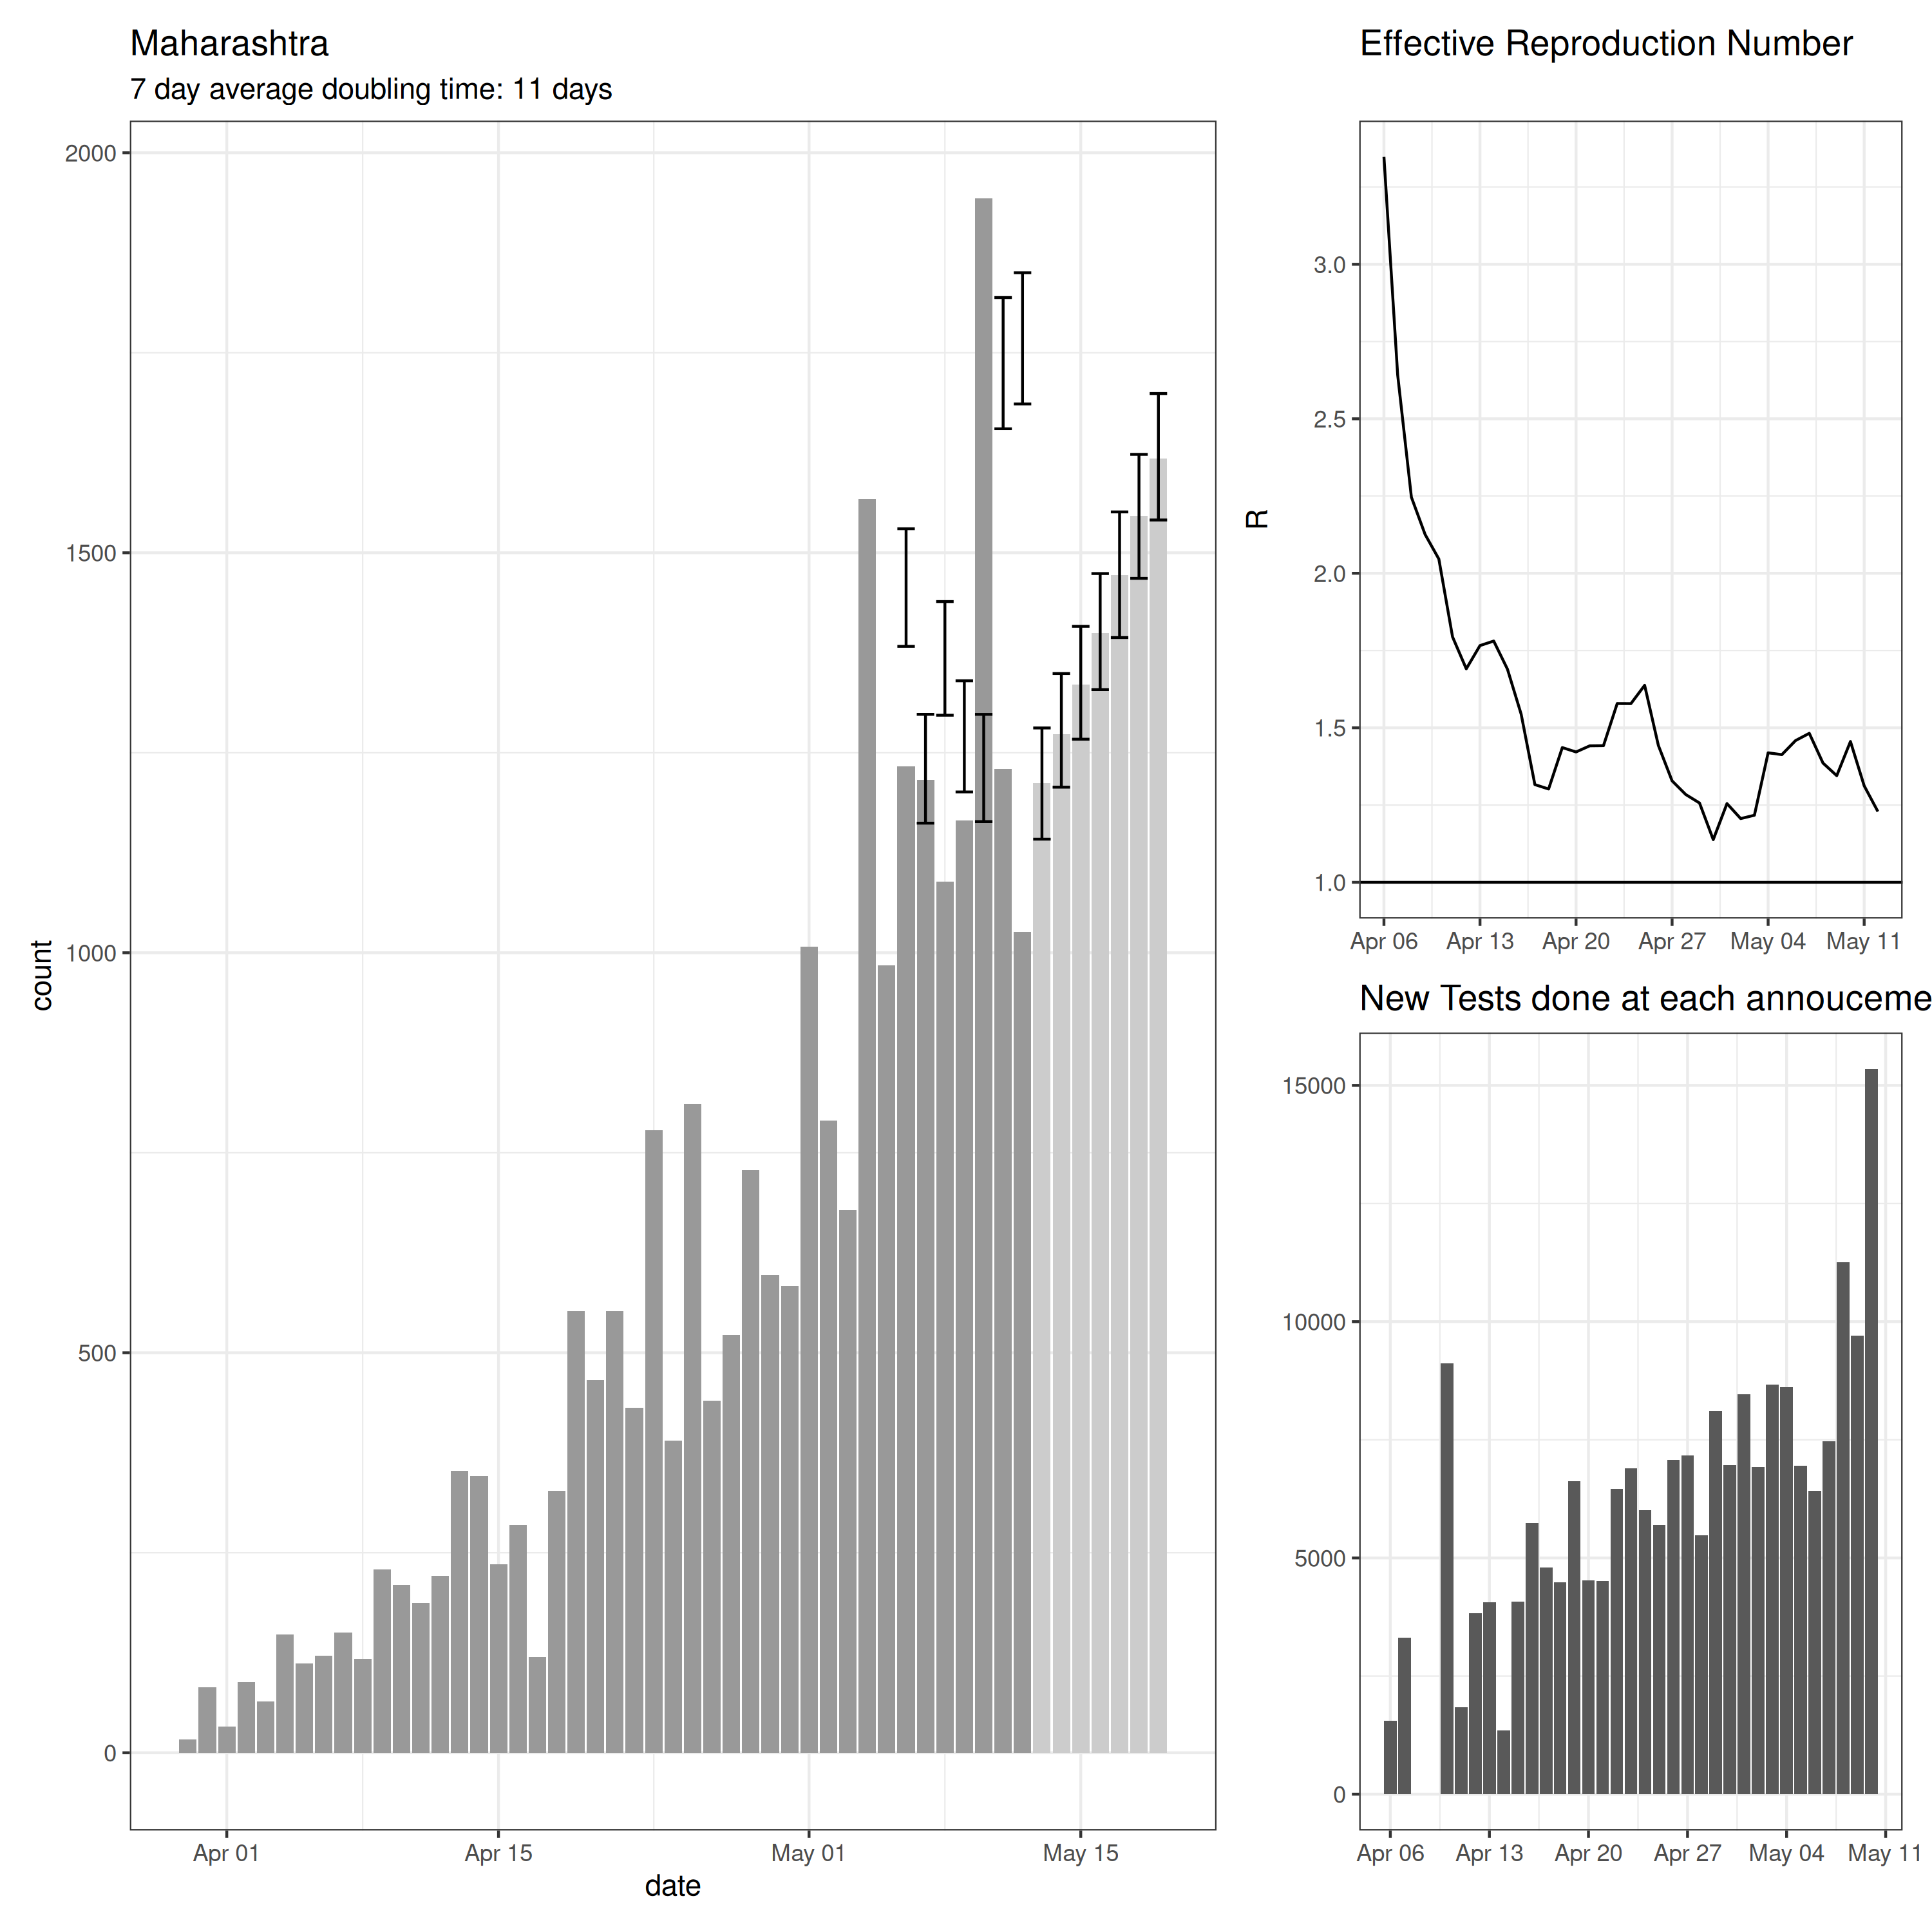 Maharashtra
7 day average doubling time: 11 days
2000
1500
1000
500
0
count
Apr 01 Apr 15 May 01 May 15
date
Effective Reproduction Number
3.0
2.5
2.0
1.5
1.0
R
Apr 06 Apr 13 Apr 20 Apr 27 May 04 May 11
New Tests done at each annouceme
15000
10000
5000
0
Apr 06 Apr 13 Apr 20 Apr 27 May 04 May 11